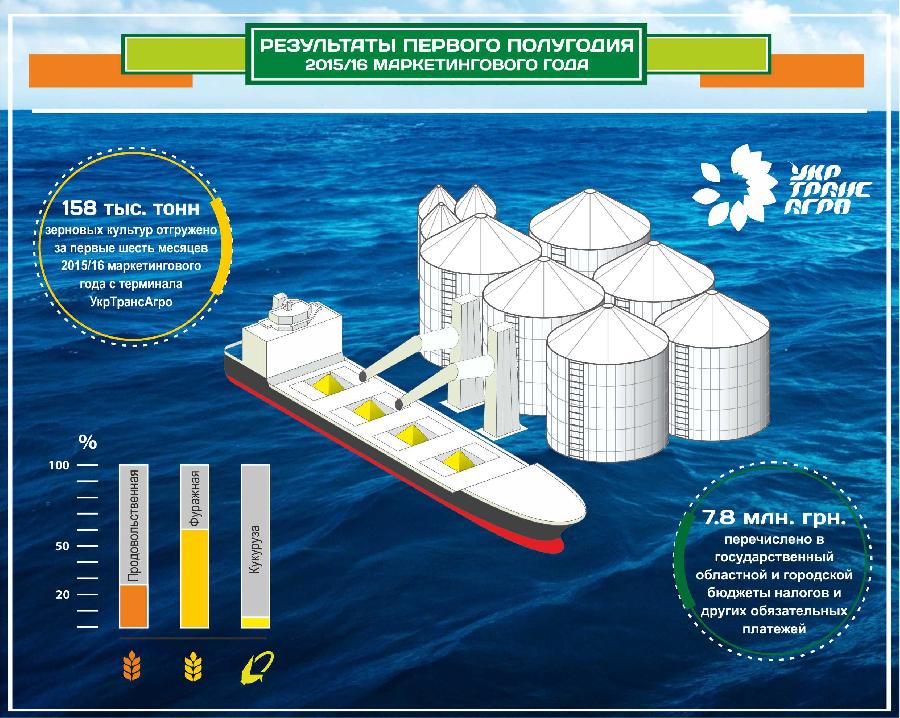 РЕЗУЛЬТАТЫ ПЕРВОГО ПОЛУГОДИЯ
2015/16 МАРКЕТИНГОВОГО ГОДА
УКР
ТРАНС
АГРО
158 тыс. тонн
зерновых культур отгружено
за первые шесть месяцев
2015/16 маркетингового
года с терминала
УкрТрансАгро
%
100
50
20
Продовольственная
Фуражная
Кукуруза
7.8 млн. грн.
перечислено в
государственный
областной и городской
бюджеты налогов и
других обязательных
платежей